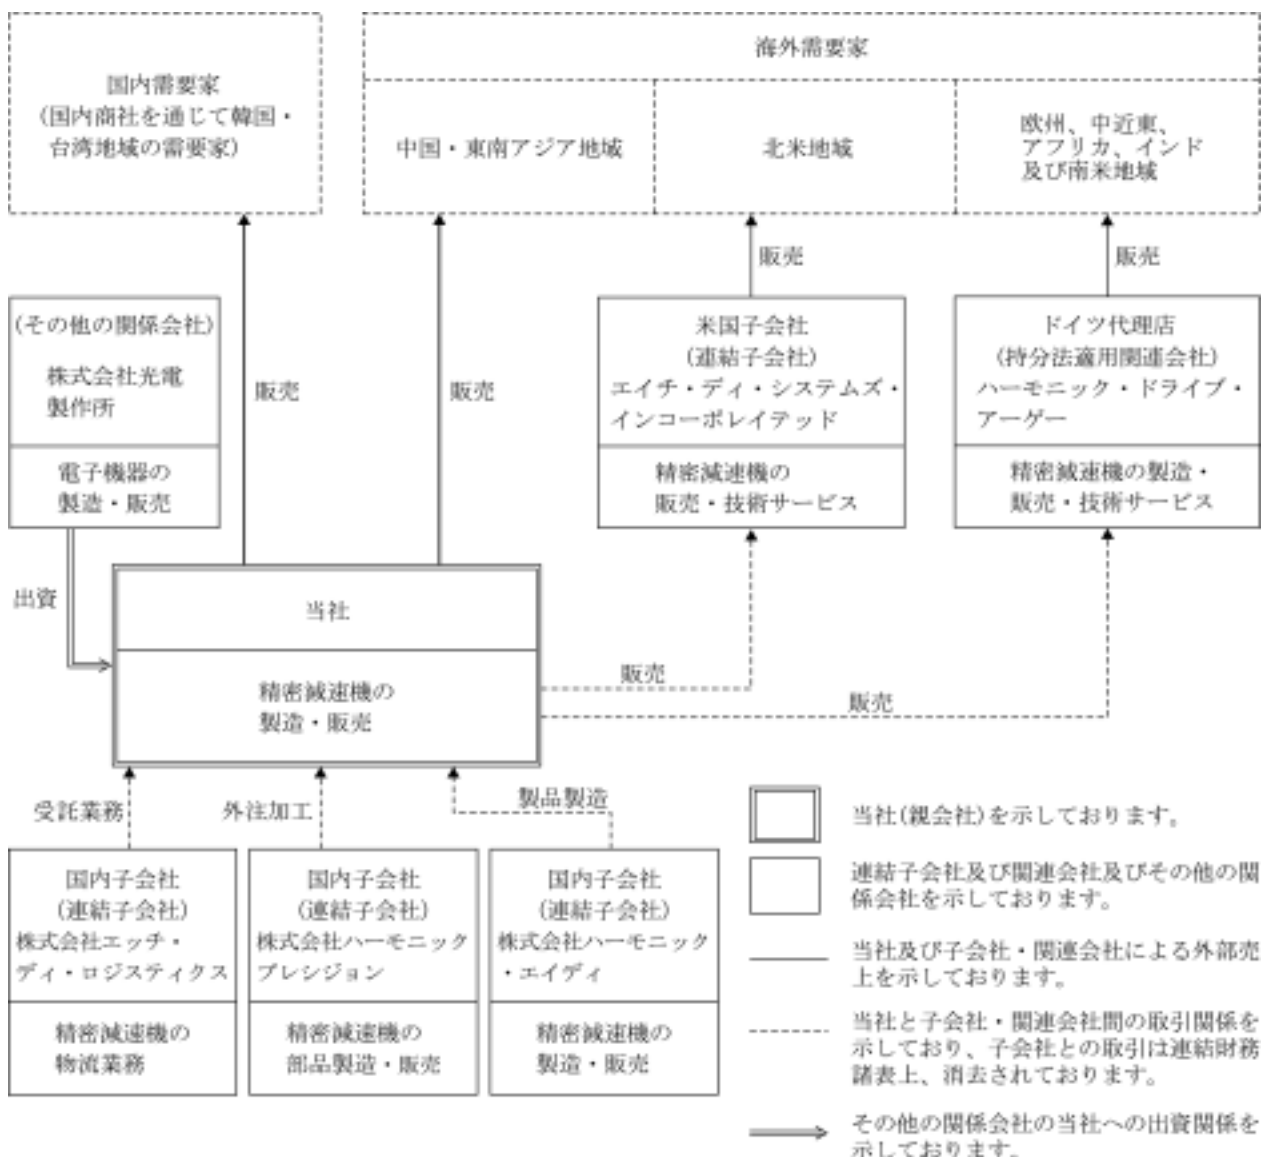 国内需要家
(国内商社を通じて韓国・
台湾地域の需要家)
海外需要家
中国・東南アジア地域
北米地域
欧州、中近東、
アフリカ、インド
及び南米地域
販売
販売
(その他の関係会社)
株式会社光電
製作所
電子機器の
製造・販売
販売
販売
米国子会社
(連結子会社)
エイチ・ディ・システムズ・
インコーポレイテッド
精密減速機の
販売・技術サービス
ドイツ代理店
(持分法適用関連会社)
ハーモニック・ドライブ・
アーゲー
精密減速機の製造・
販売・技術サービス
出資
当社
精密減速機の
製造・販売
販売
販売
受託業務
外注加工
製品製造
国内子会社
(連結子会社)
株式会社エッチ・
ディ・ロジスティクス
精密減速機の
物流業務
国内子会社
(連結子会社)
株式会社ハーモニック
プレシジョン
精密減速機の
部品製造・販売
国内子会社
(連結子会社)
株式会社ハーモニック
・エイディ
精密減速機の
製造・販売
当社(親会社)を示しております。
連結子会社及び関連会社及びその他の関
係会社を示しております。
当社及び子会社・関連会社による外部売
上を示しております。
当社と子会社・関連会社間の取引関係を
示しており、子会社との取引は連結財務
諸表上、消去されております。
その他の関係会社の当社への出資関係を
示しております。